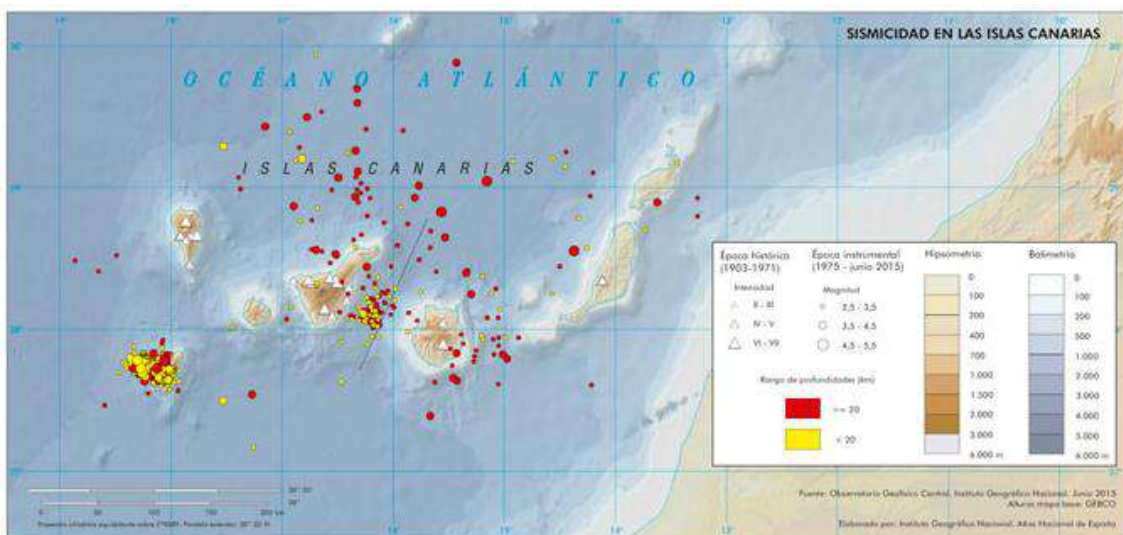 SISMICIDAD EN LAS ISLAS CANARIAS
OCÉANO ATLÁNTICO
ISLAS CANARIAS
Época histórica
(1903-1971)
Intensidad
II - III
IV - V
VI - VII
Época instrumental
(1975 - junio 2015)
Magnitud
2,5 - 3,5
3,5 - 4,5
4,5 - 5,5
Rango de profundidades (km)
>= 20
< 20
Hipsometría
0
100
200
400
700
1.000
1.500
2.000
3.000
6.000 m
Batimetría
0
100
200
500
1.000
2.000
3.000
4.000
5.000
6.000 m
Fuente: Observatorio Geofísico Central. Instituto Geográfico Nacional. Junio 2015
Alturas mapa base: GEBCO
Elaborado por: Instituto Geográfico Nacional. Atlas Nacional de España